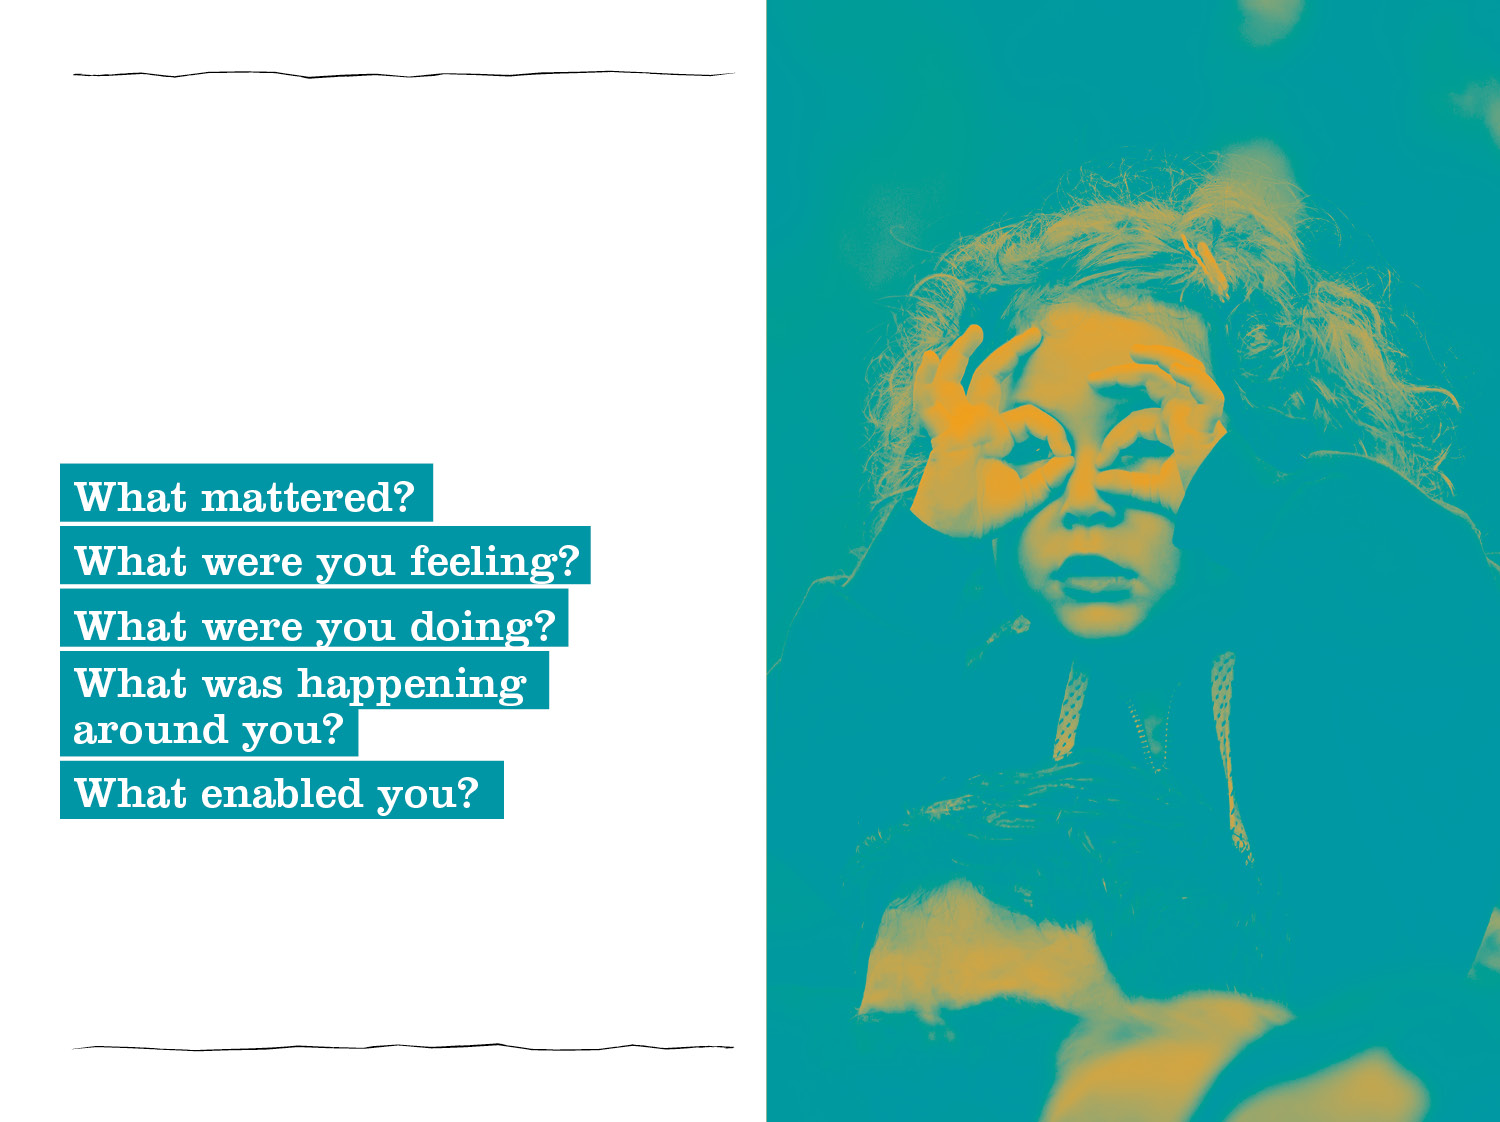 What mattered?
What were you feeling?
What were you doing?
What was happening
around you?
What enabled you?